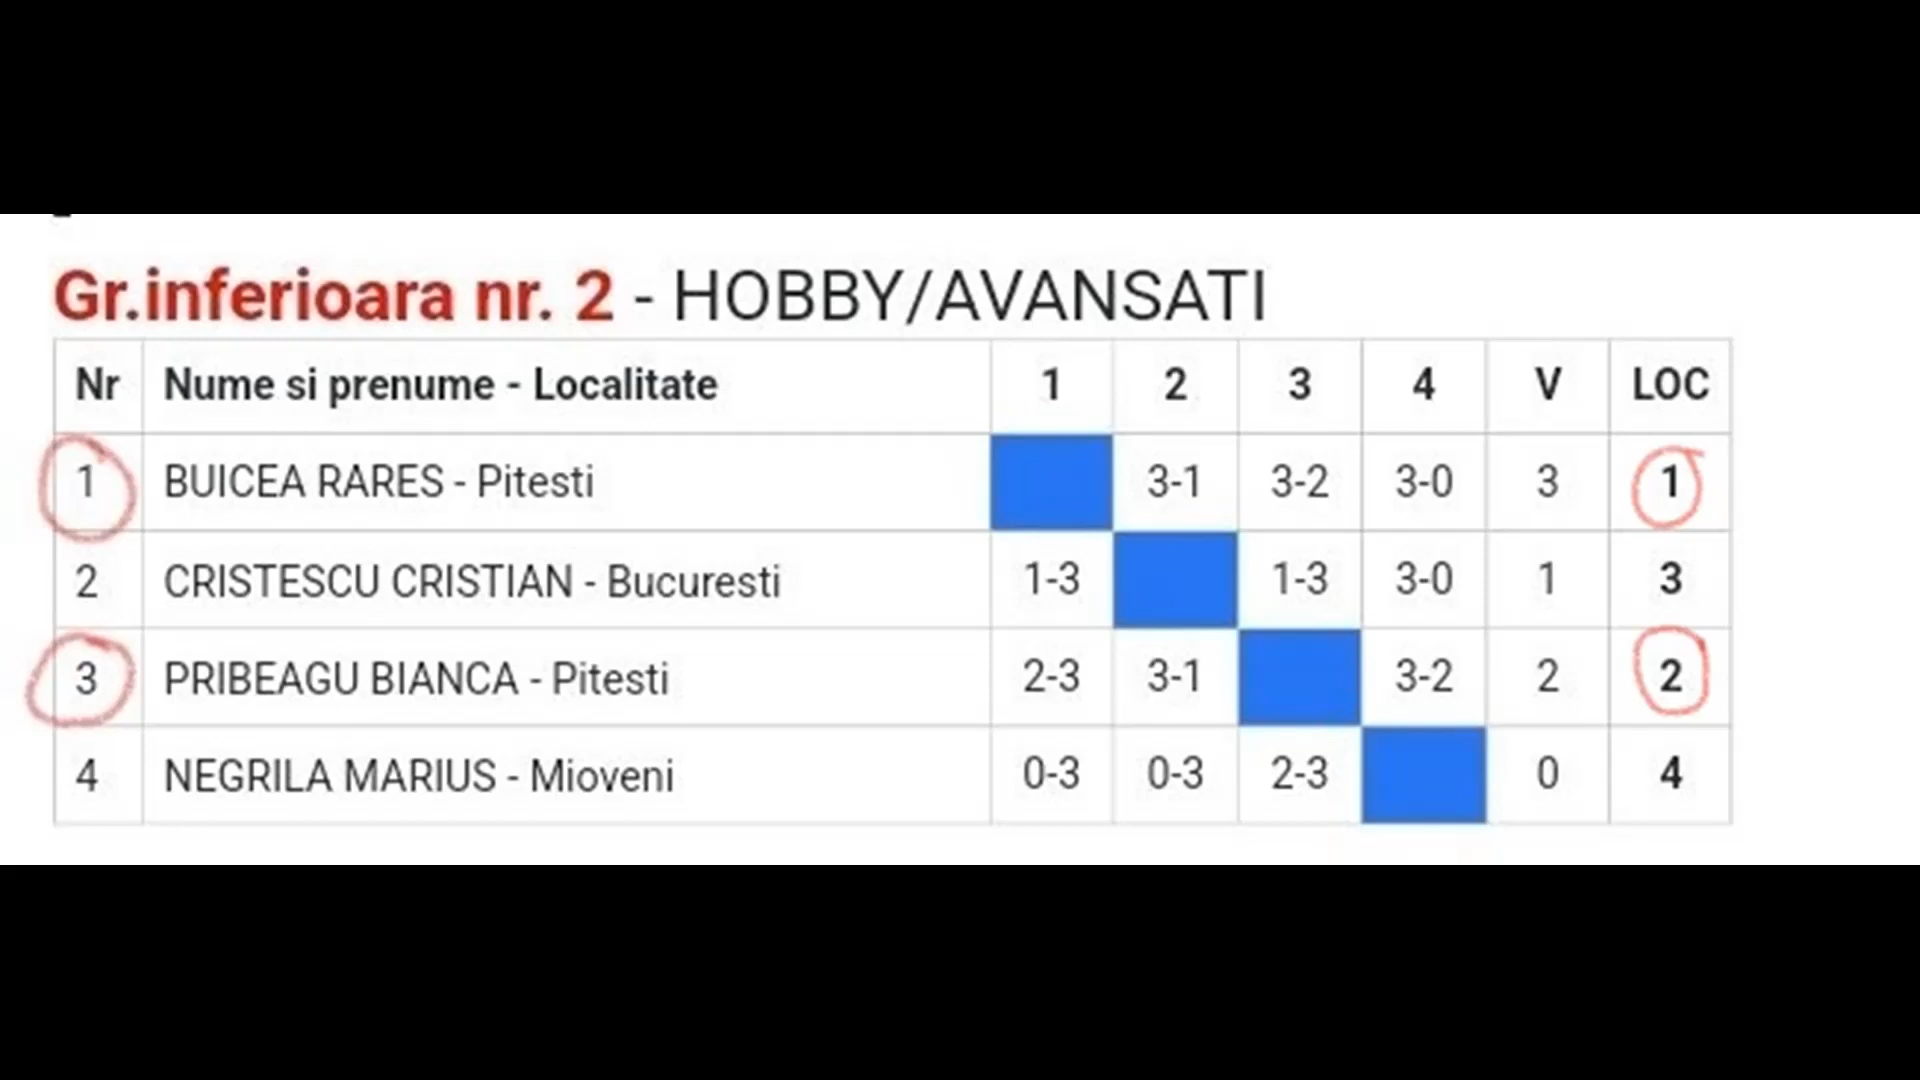 Gr.inferioara nr. 2 - HOBBY/AVANSATI
Nr Nume si prenume - Localitate 1 2 3 4 V LOC
1 BUICEA RARES - Pitesti 3-1 3-2 3-0 3 1
2 CRISTESCU CRISTIAN - Bucuresti 1-3 1-3 3-0 1 3
3 PRIBEAGU BIANCA - Pitesti 2-3 3-1 3-2 2 2
4 NEGRILA MARIUS - Mioveni 0-3 0-3 2-3 0 4